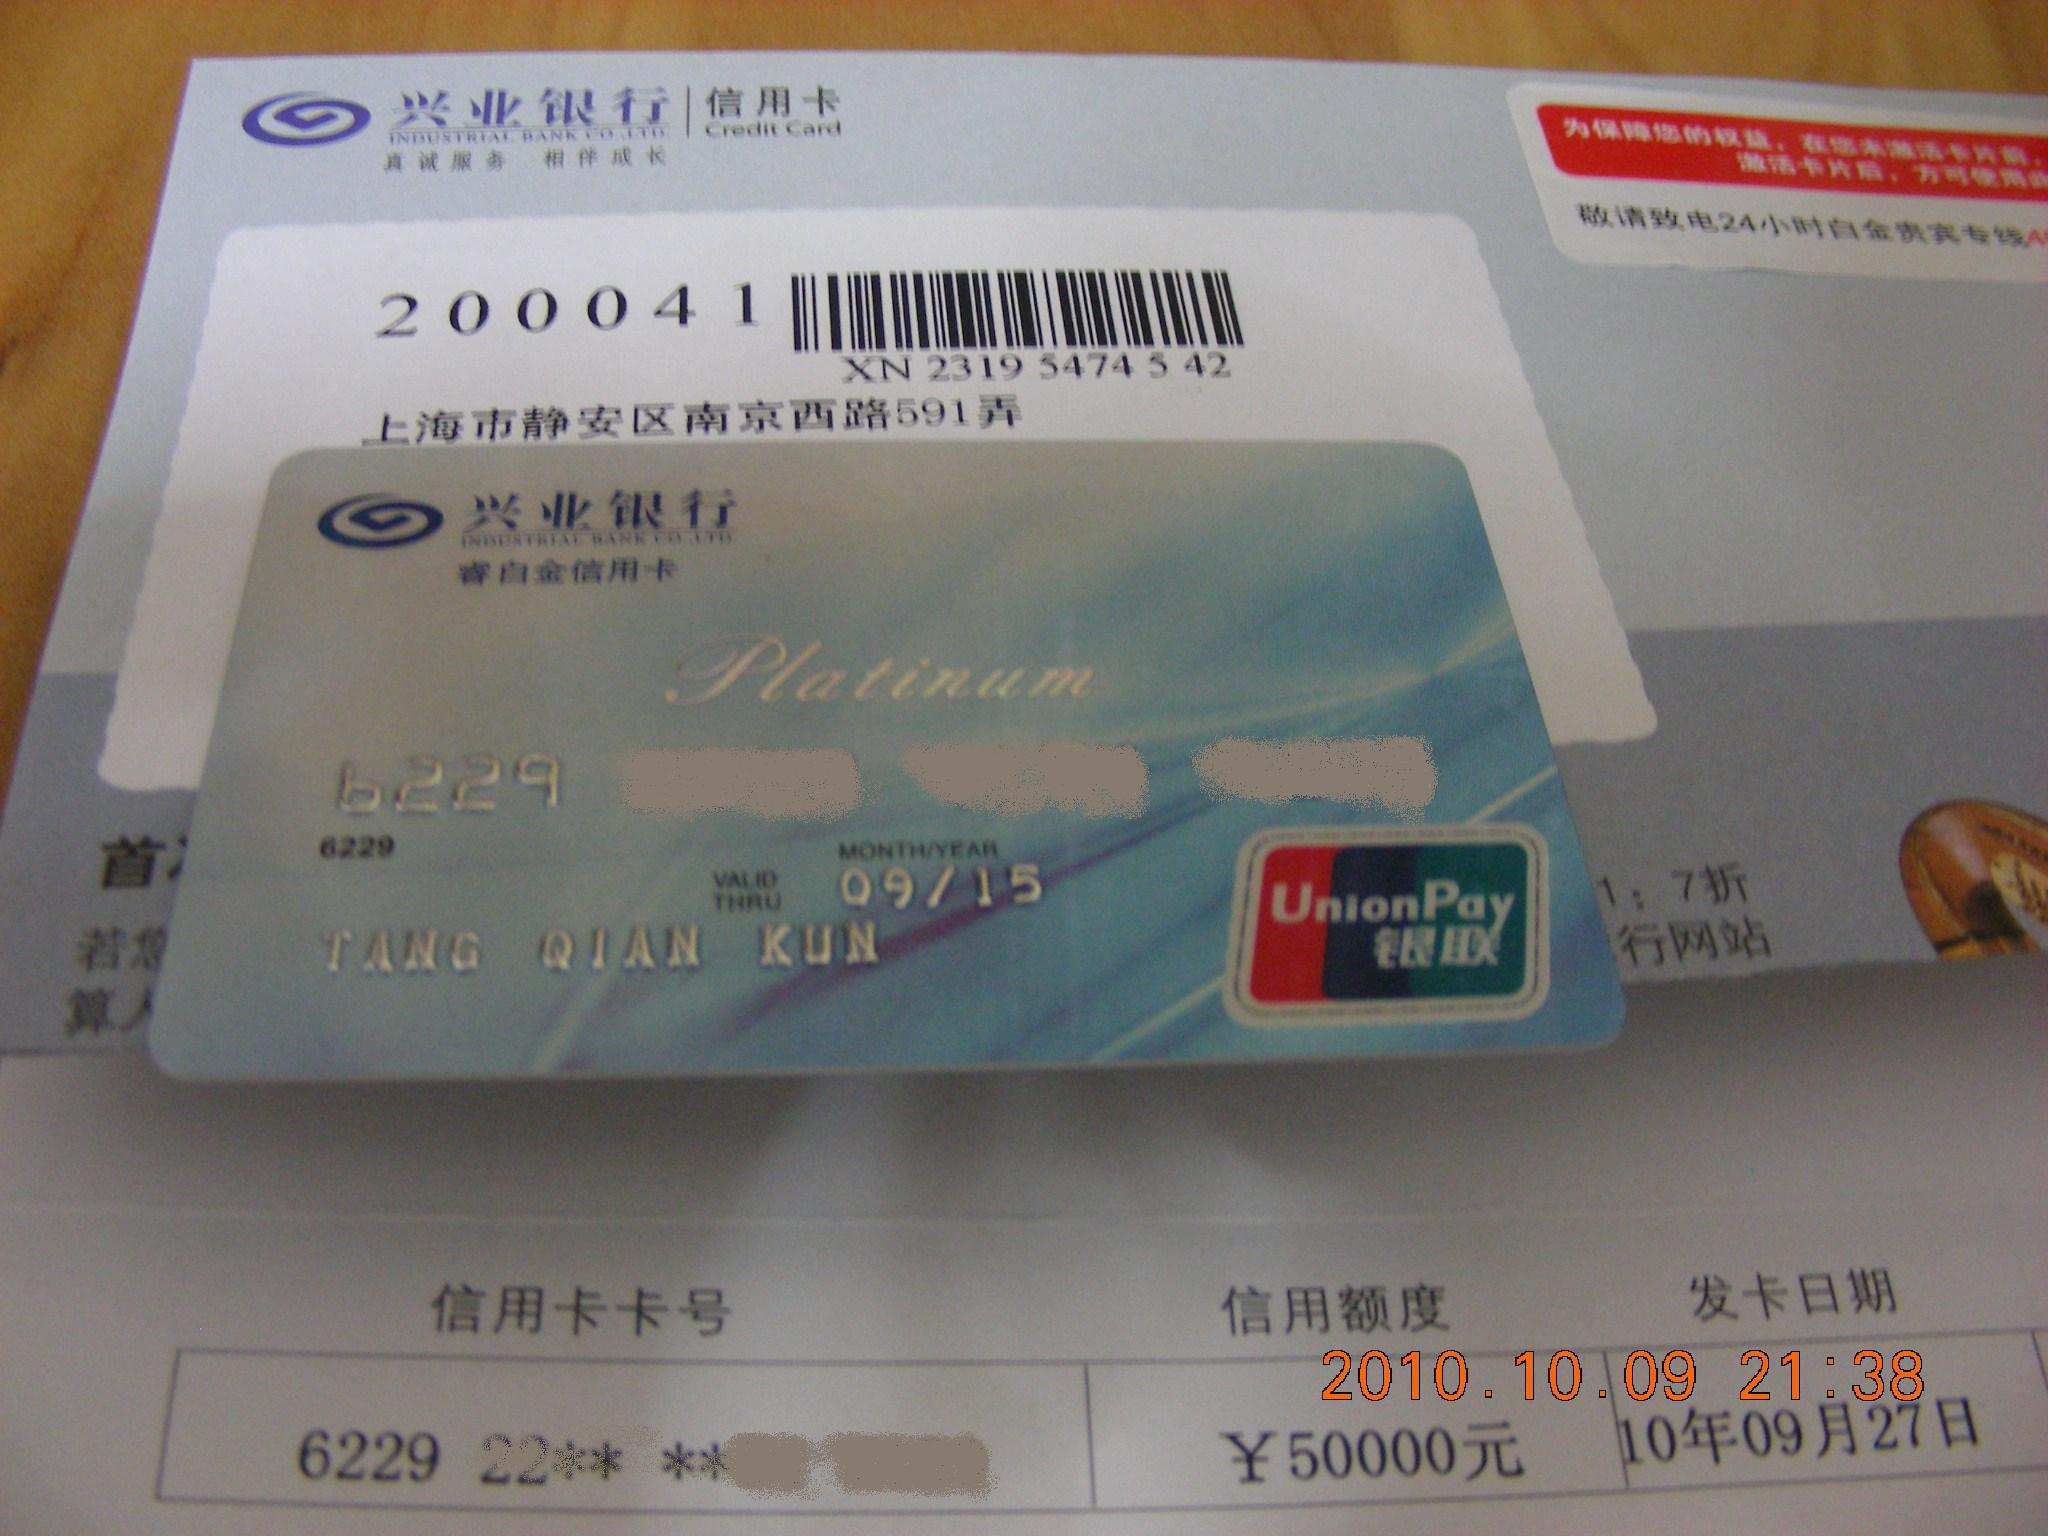 兴业银行 信用卡
INDUSTRIAL BANK CO.,LTD. Credit Card
真诚服务 相伴成长
为保障您的权益，在您未激活卡片前，
激活卡片后，方可使用
敬请致电24小时白金贵宾专线
200041
XN 2319 5474 5 42
上海市静安区南京西路591弄
兴业银行
INDUSTRIAL BANK CO.,LTD.
睿白金信用卡
Platinum
6229
6229
MONTH/YEAR
VALID THRU 09/15
TANG QIAN KUN
UnionPay
银联
首
若您
算人
1：7折
行网站
信用卡卡号 信用额度 发卡日期
2010.10.09 21:38
6229 22** ** ￥50000元 10年09月27日